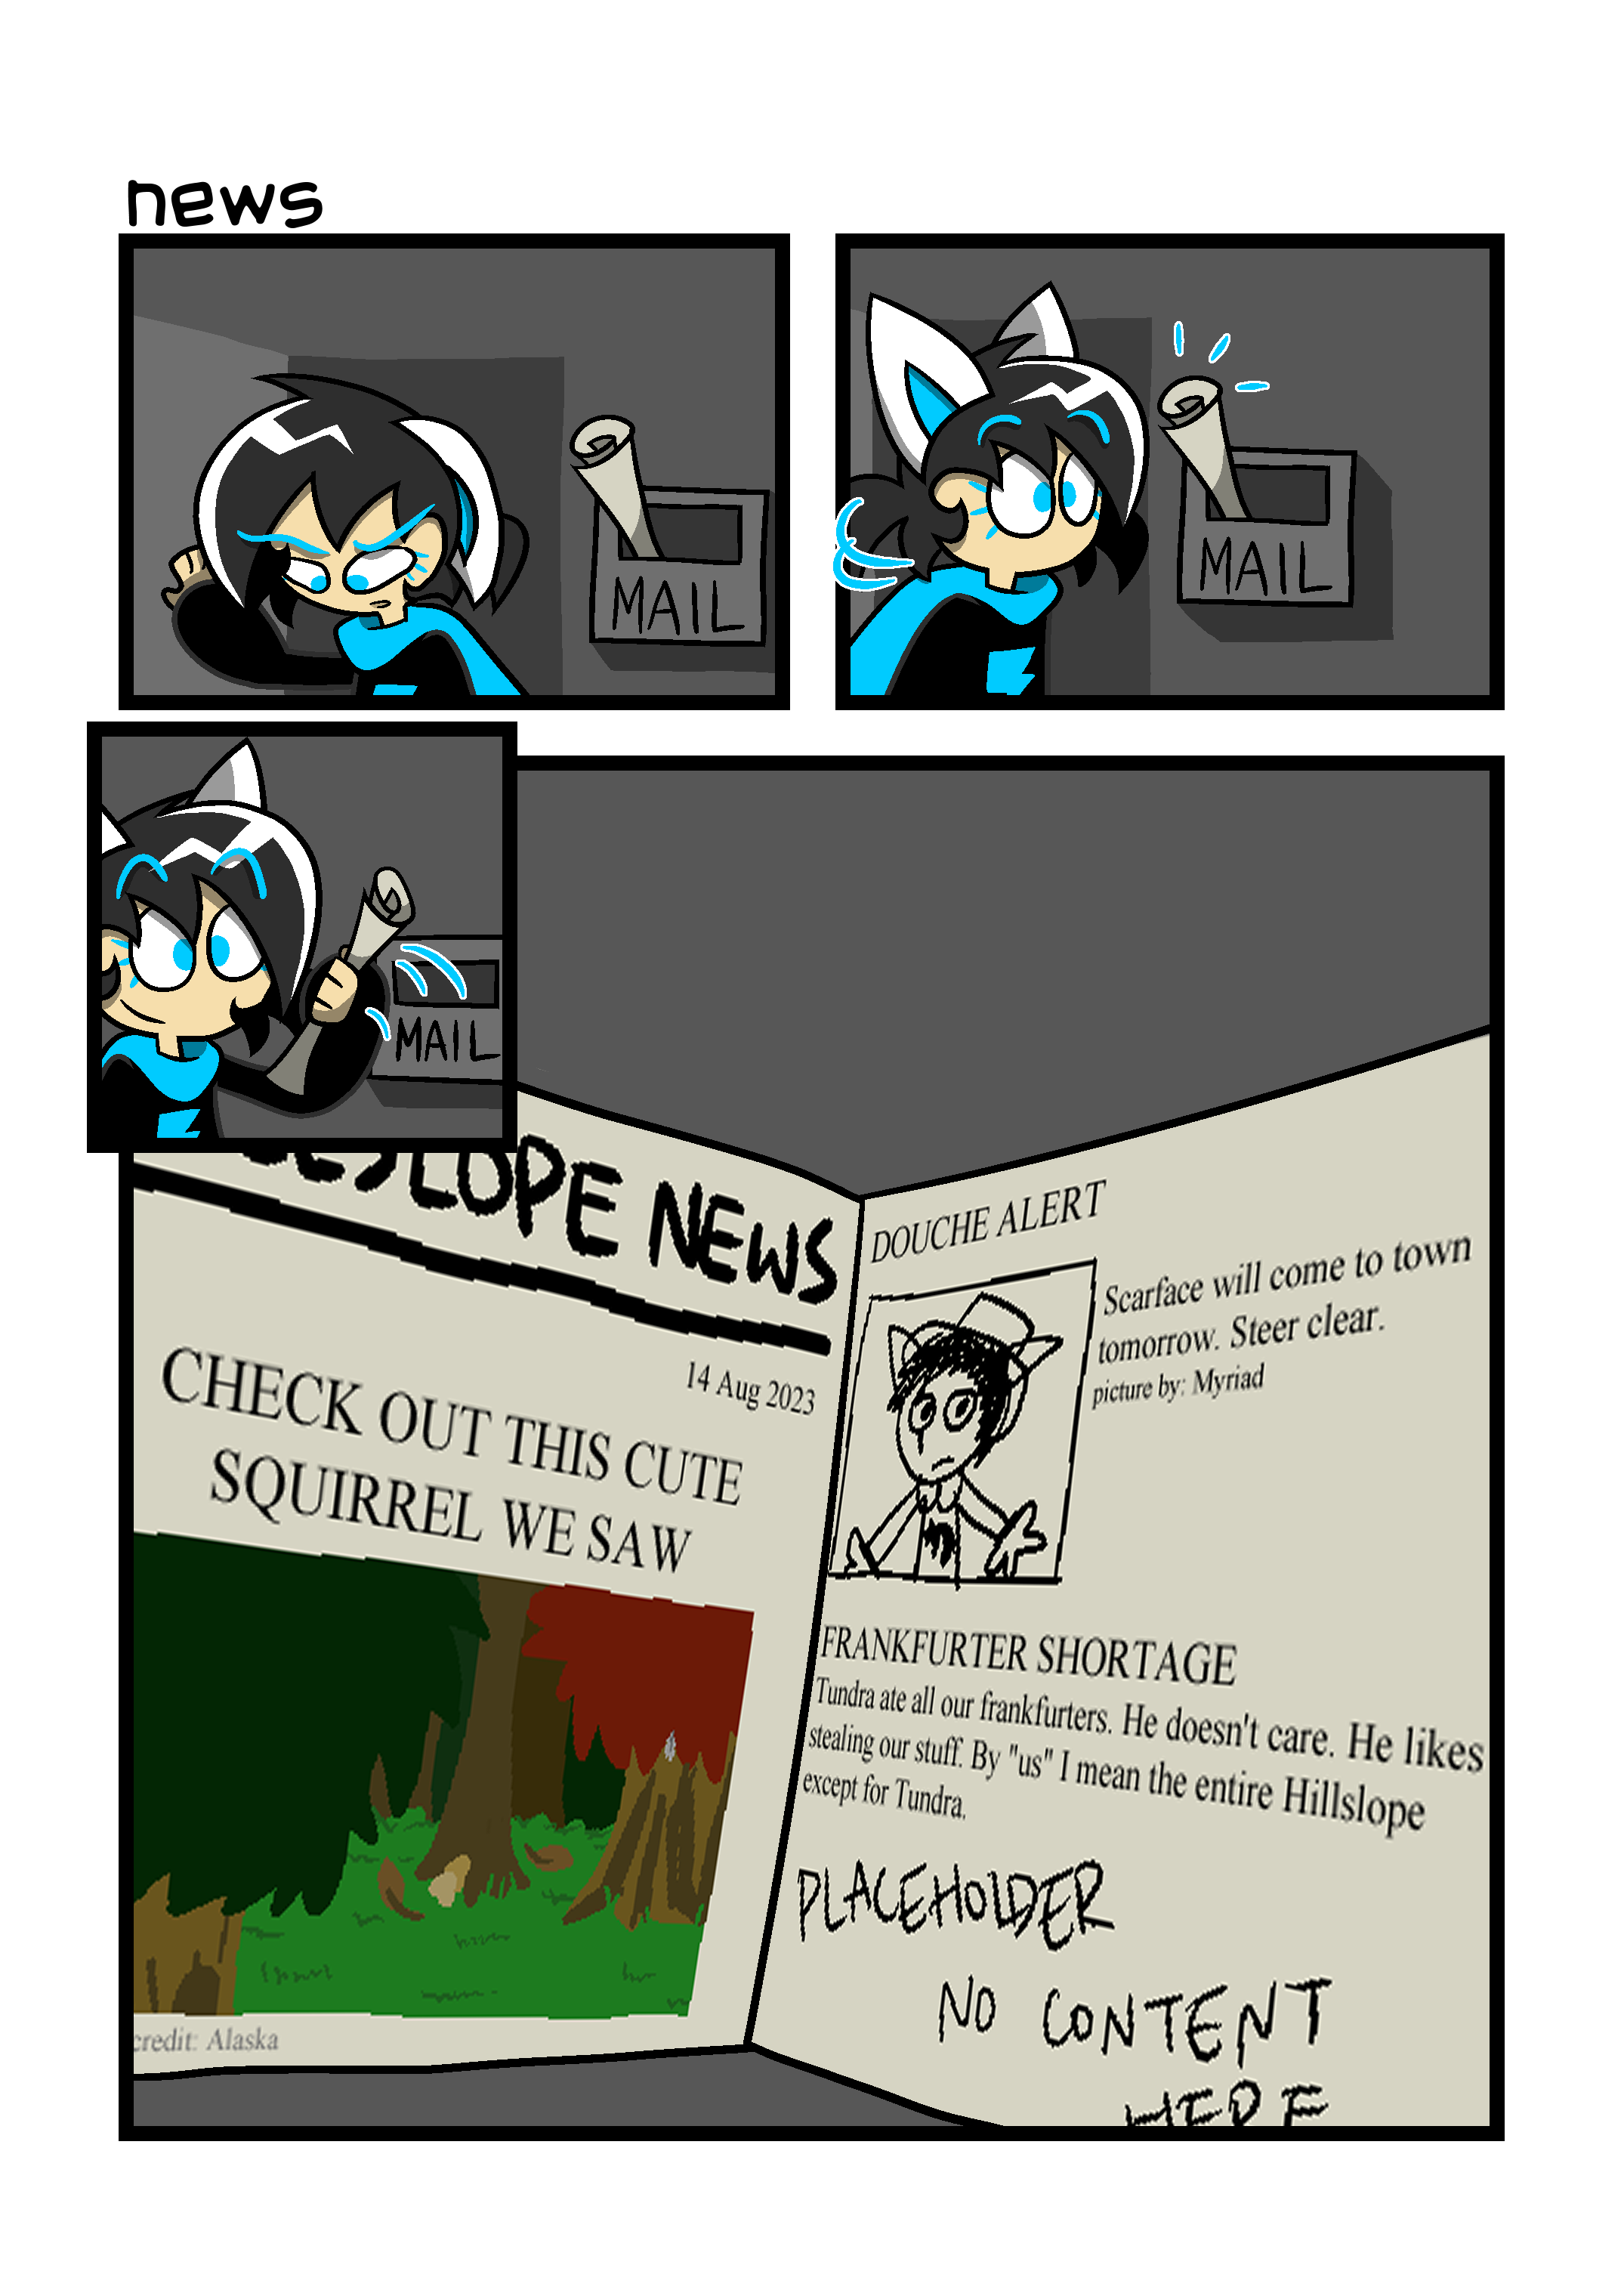 news
MAIL
MAIL
MAIL
NEWS
14 Aug 2023
CHECK OUT THIS CUTE
SQUIRREL WE SAW
credit: Alaska
DOUCHE ALERT
Scarface will come to town
tomorrow. Steer clear.
picture by: Myriad
FRANKFURTER SHORTAGE
Tundra ate all our frankfurters. He doesn't care. He likes
stealing our stuff. By "us" I mean the entire Hillslope
except for Tundra.
PLACEHOLDER
NO CONTENT
HERE